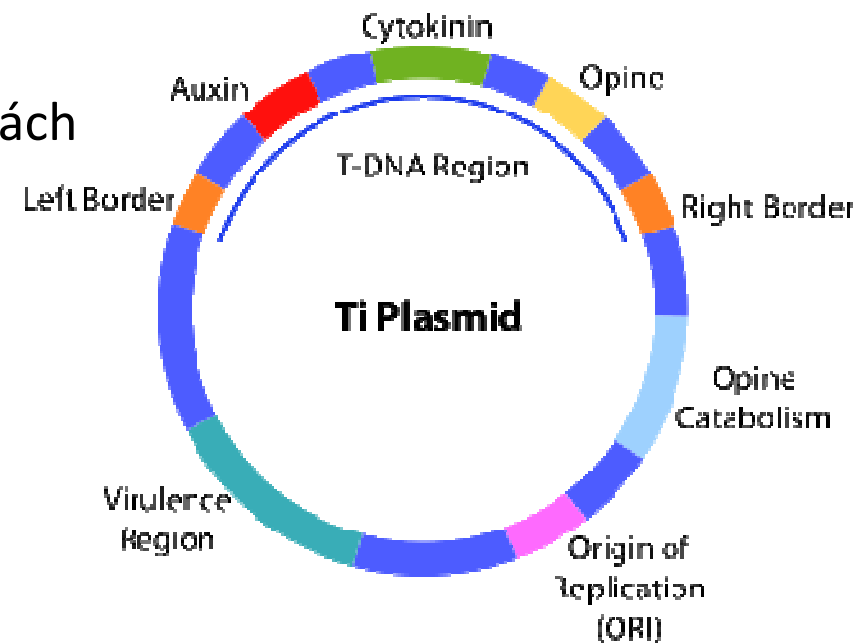 Cytokinin
Auxin
Opine
ách
T-DNA Region
Left Border
Right Border
Ti Plasmid
Opine
Catabolism
Virulence
Region
Origin of
Replication
(ORI)